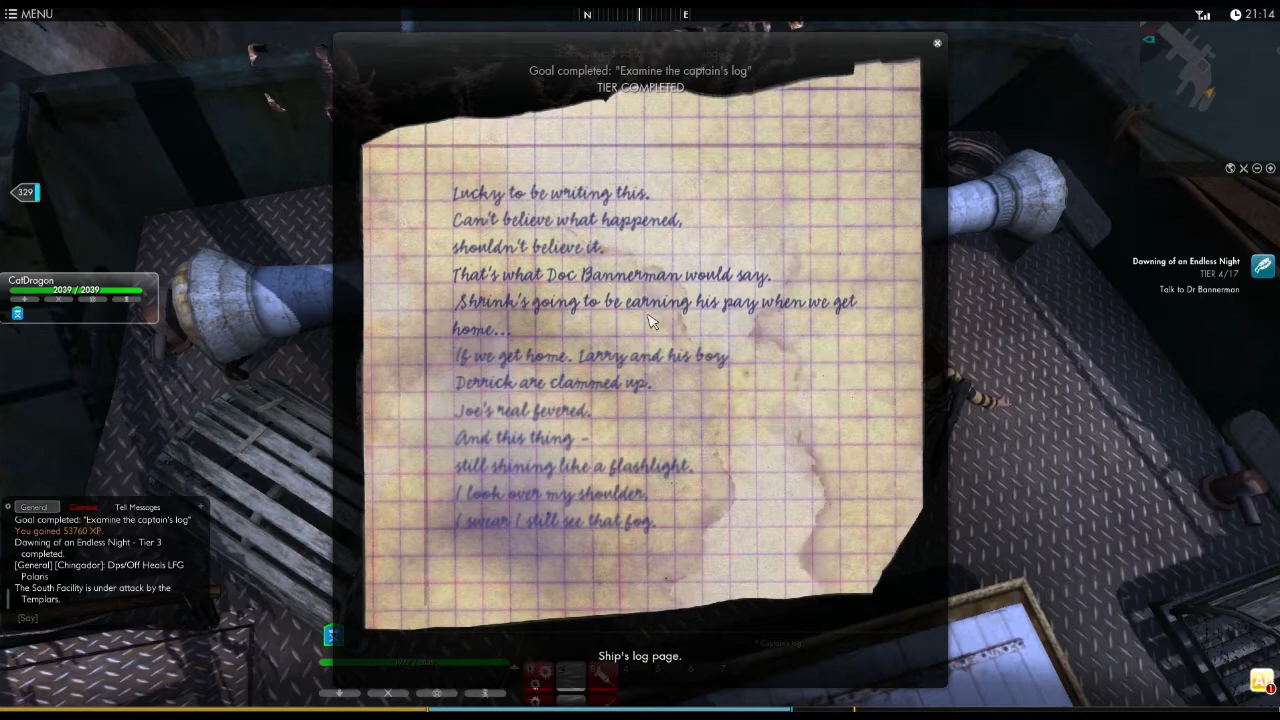 MENU
N
E
21:14
Goal completed: "Examine the captain's log"
TIER COMPLETED
329
Dawning of an Endless Night
TIER 4/17
Talk to Dr Bannerman
CatDragon
2039 / 2039
Lucky to be writing this.
Can't believe what happened,
shouldn't believe it.
That's what Doc Bannerman would say.
Shrink's going to be earning his pay when we get
home...
If we get home. Larry and his boy
Derrick are clammed up.
Joe's real fevered.
And this thing -
still shining like a flashlight.
I look over my shoulder,
I swear I still see that fog.
General
Combat
Tell Messages
+
Goal completed: "Examine the captain's log"
You gained 53760 XP.
Dawning of an Endless Night - Tier 3
completed.
[General] [Chingador]: Dps/Off Heals LFG
Polaris
The South Facility is under attack by the
Templars.
[Say]
Ship's log page.
7
1